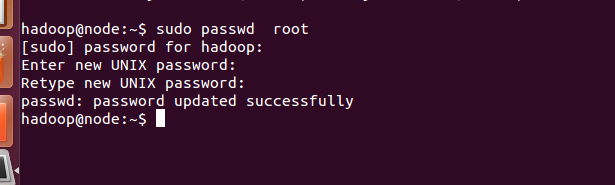 hadoop@node:~$ sudo passwd  root
[sudo] password for hadoop:
Enter new UNIX password:
Retype new UNIX password:
passwd: password updated successfully
hadoop@node:~$